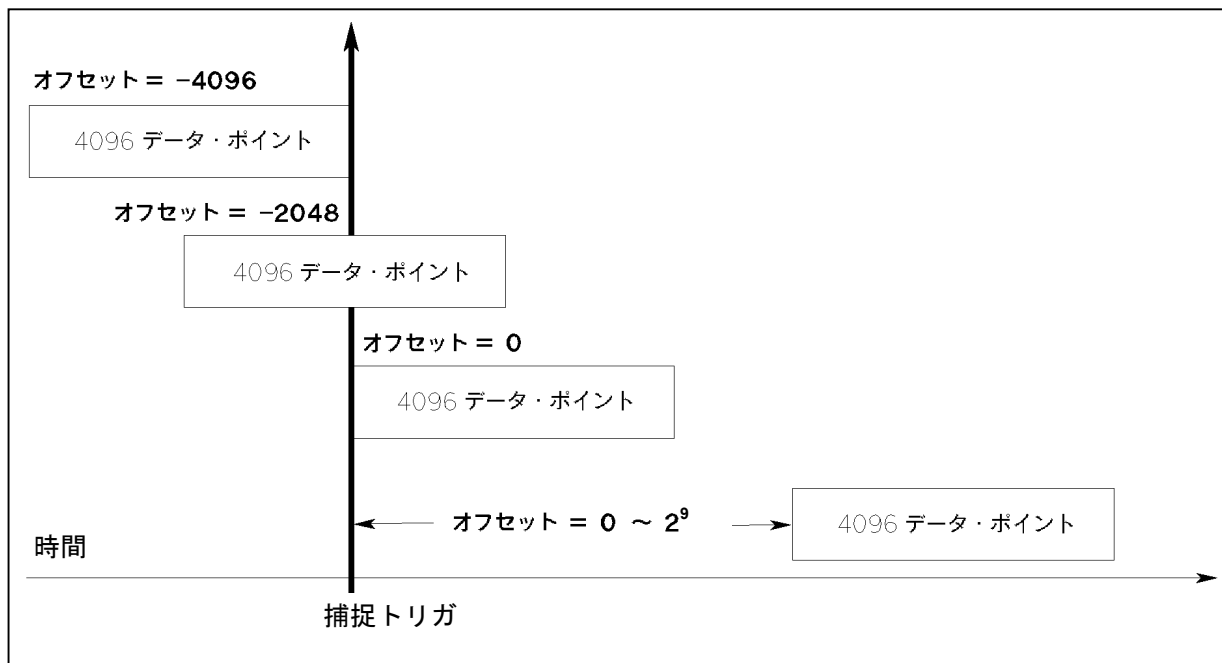 オフセット = -4096
4096 データ・ポイント
オフセット = -2048
4096 データ・ポイント
オフセット = 0
4096 データ・ポイント
オフセット = 0 ～ 2⁹
4096 データ・ポイント
時間
捕捉トリガ